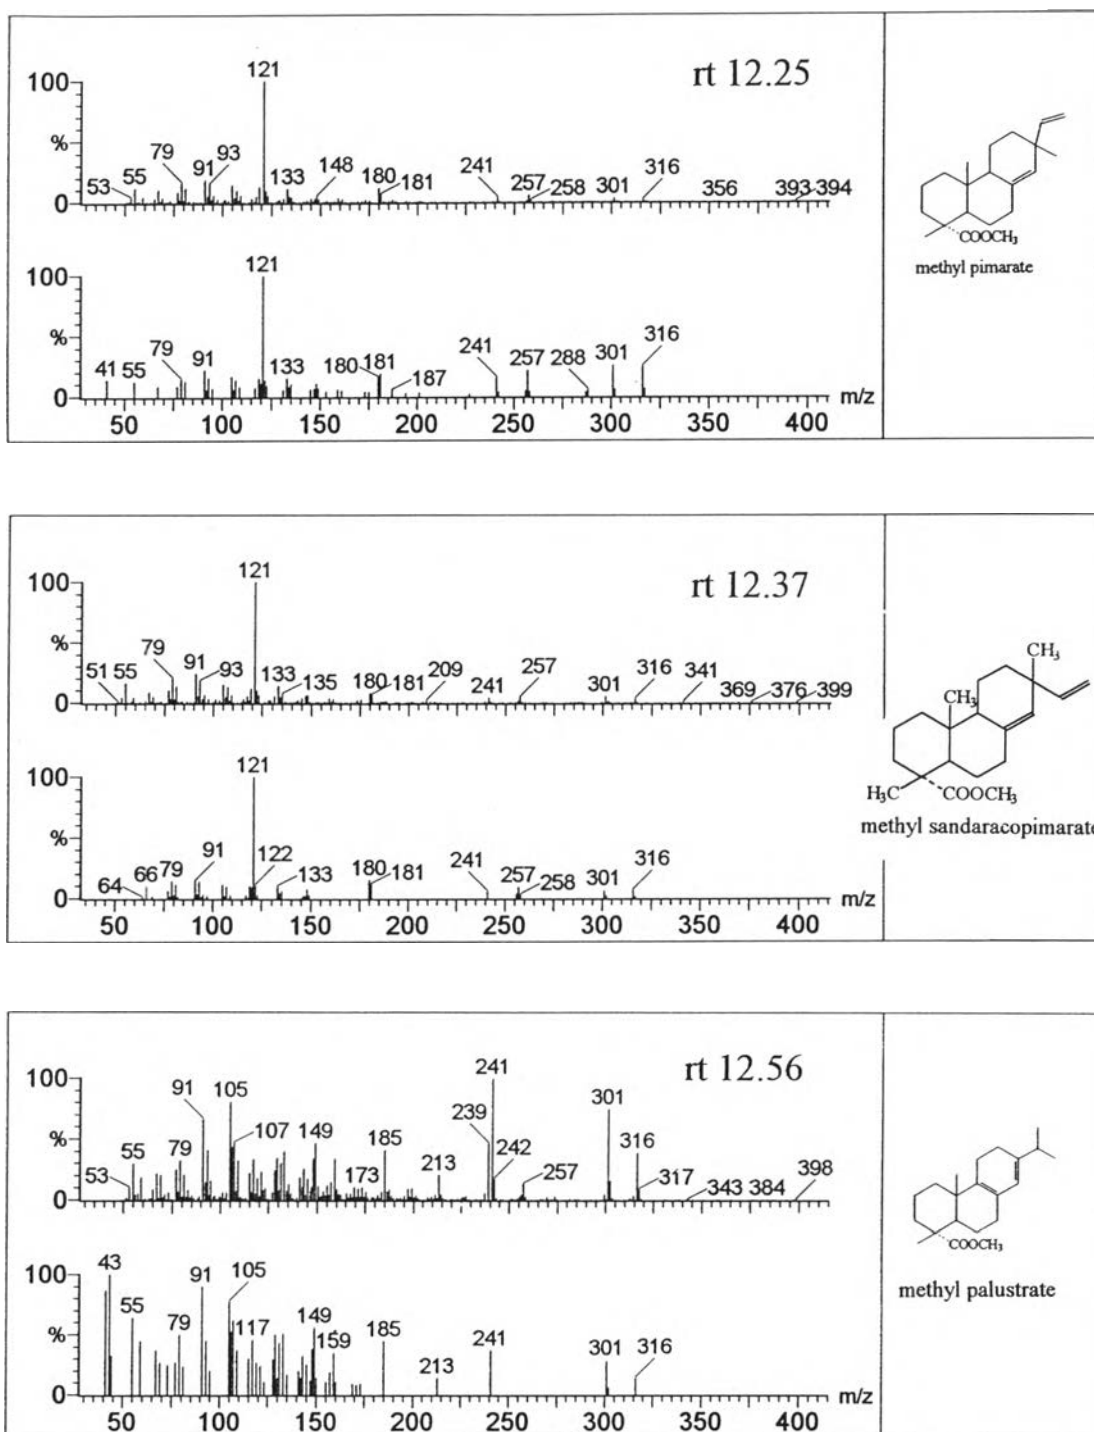 rt 12.25
100
%
0
53 55 79 91 93 121 133 148 180 181 241 257 258 301 316 356 393 394
100
%
0
41 55 79 91 121 133 180 181 187 241 257 288 301 316
m/z
50 100 150 200 250 300 350 400
COOCH3
methyl pimarate
rt 12.37
100
%
0
51 55 79 91 93 121 133 135 180 181 209 241 257 301 316 341 369 376 399
100
%
0
64 66 79 91 121 122 133 180 181 241 257 258 301 316
m/z
50 100 150 200 250 300 350 400
CH3
CH3
H3C COOCH3
methyl sandaracopimarate
rt 12.56
100
%
0
53 55 79 91 105 107 149 173 185 213 239 241 242 257 301 316 317 343 384 398
100
%
0
43 55 79 91 105 117 149 159 185 213 241 301 316
m/z
50 100 150 200 250 300 350 400
COOCH3
methyl palustrate